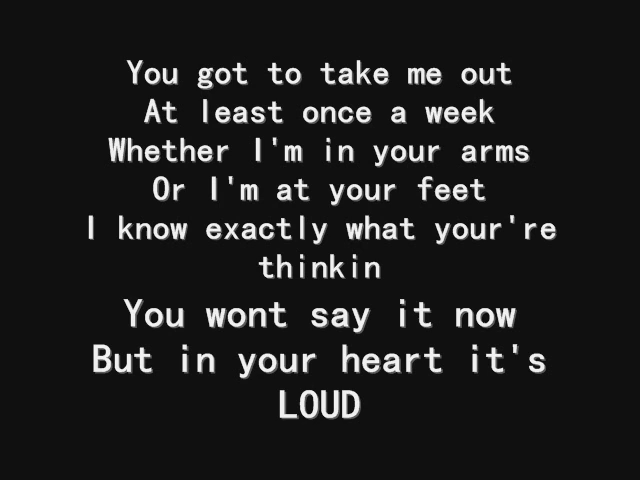 You got to take me out
At least once a week
Whether I'm in your arms
Or I'm at your feet
I know exactly what your're
thinkin
You wont say it now
But in your heart it's
LOUD